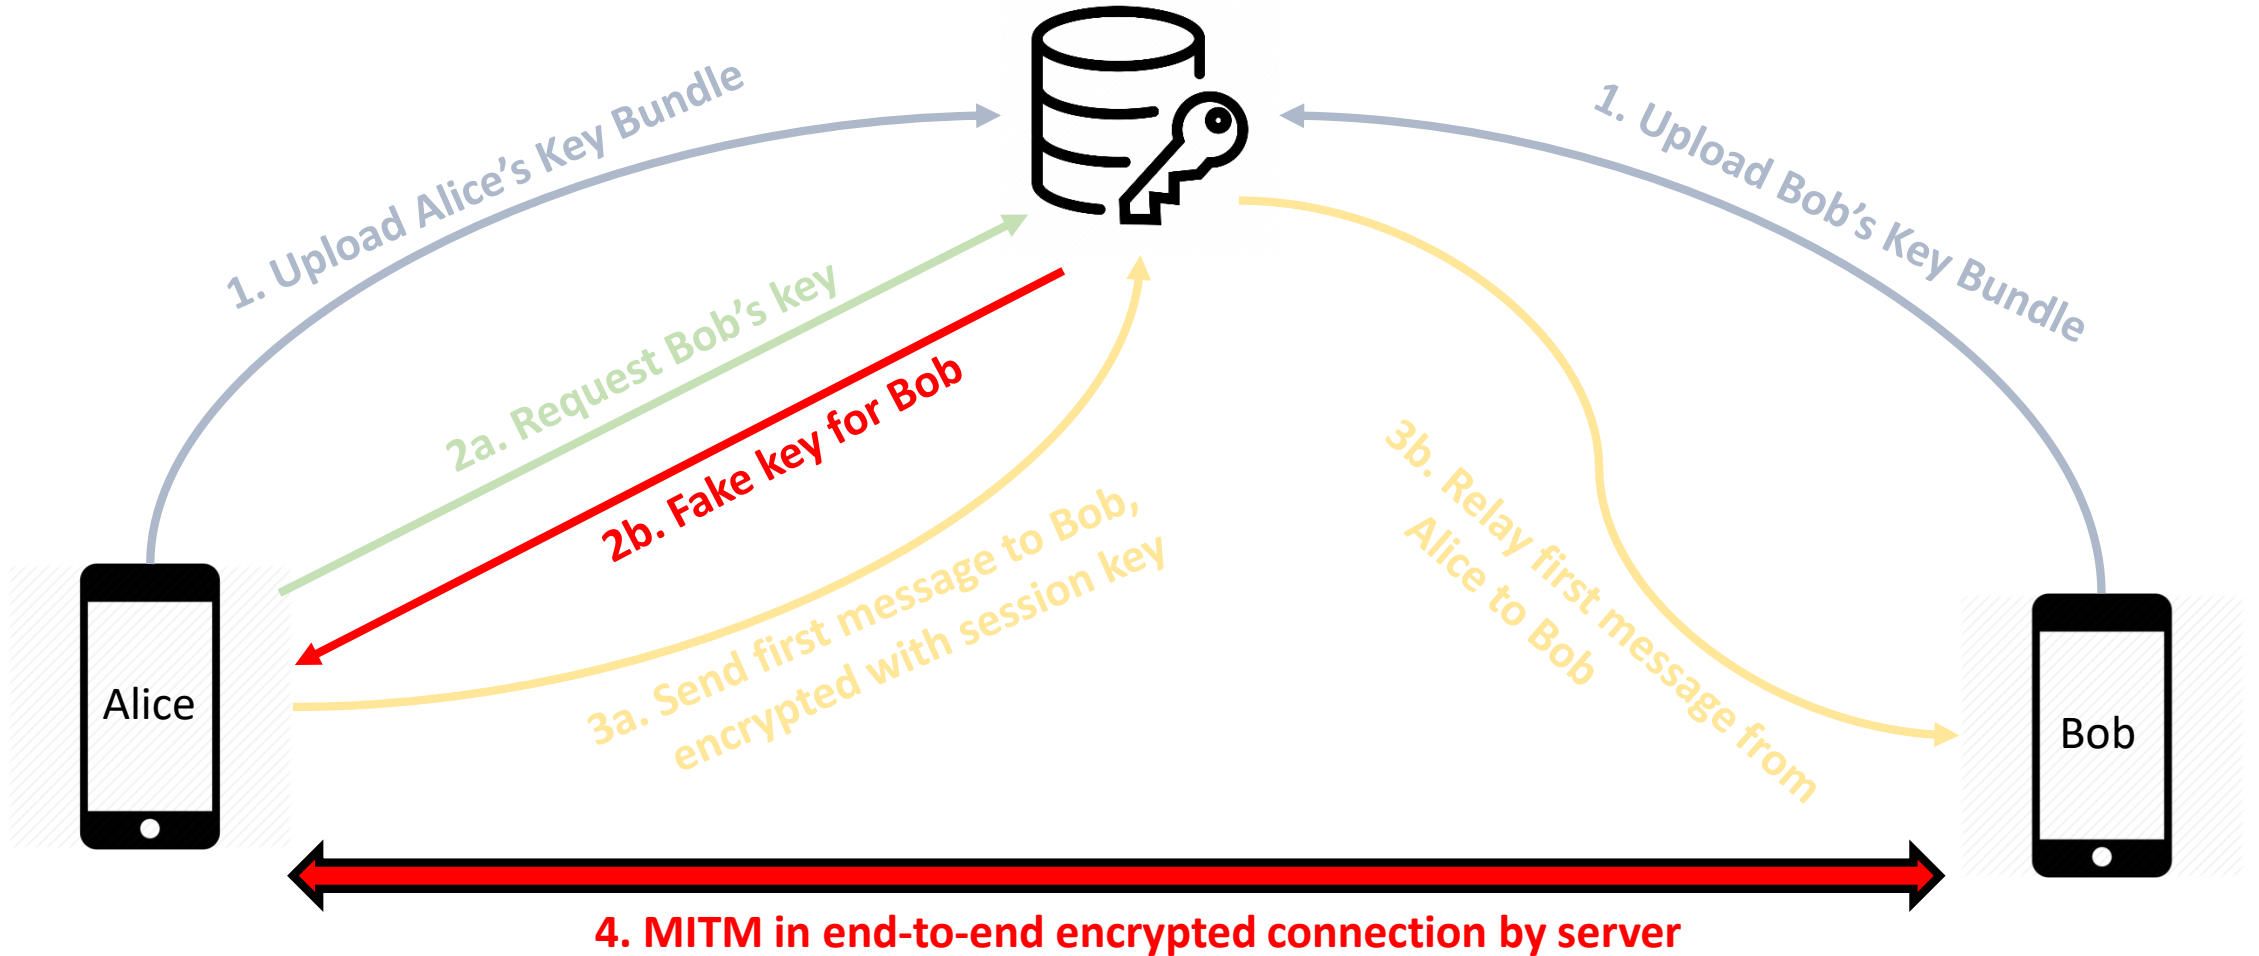 1. Upload Alice’s Key Bundle
1. Upload Bob’s Key Bundle
2a. Request Bob’s key
2b. Fake key for Bob
3a. Send first message to Bob,
encrypted with session key
3b. Relay first message from
Alice to Bob
Alice
Bob
4. MITM in end-to-end encrypted connection by server